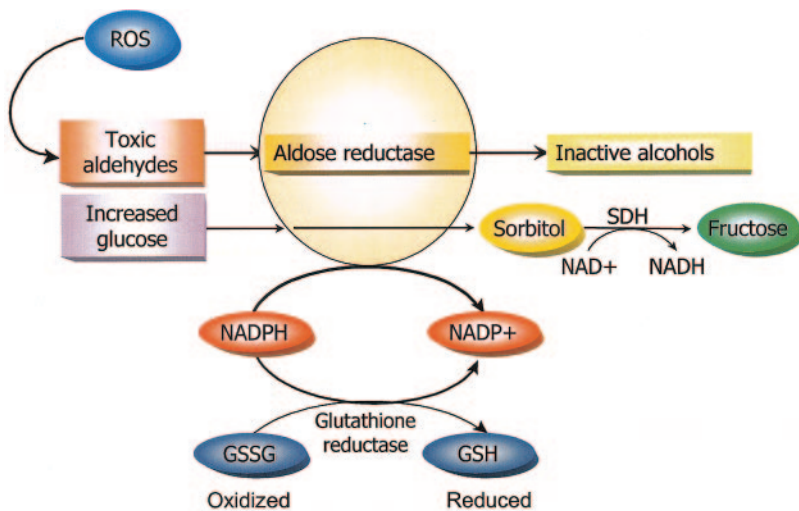 ROS
Toxic
aldehydes
Aldose reductase
Inactive alcohols
Increased
glucose
Sorbitol
SDH
Fructose
NAD+
NADH
NADPH
NADP+
Glutathione
reductase
GSSG
GSH
Oxidized
Reduced